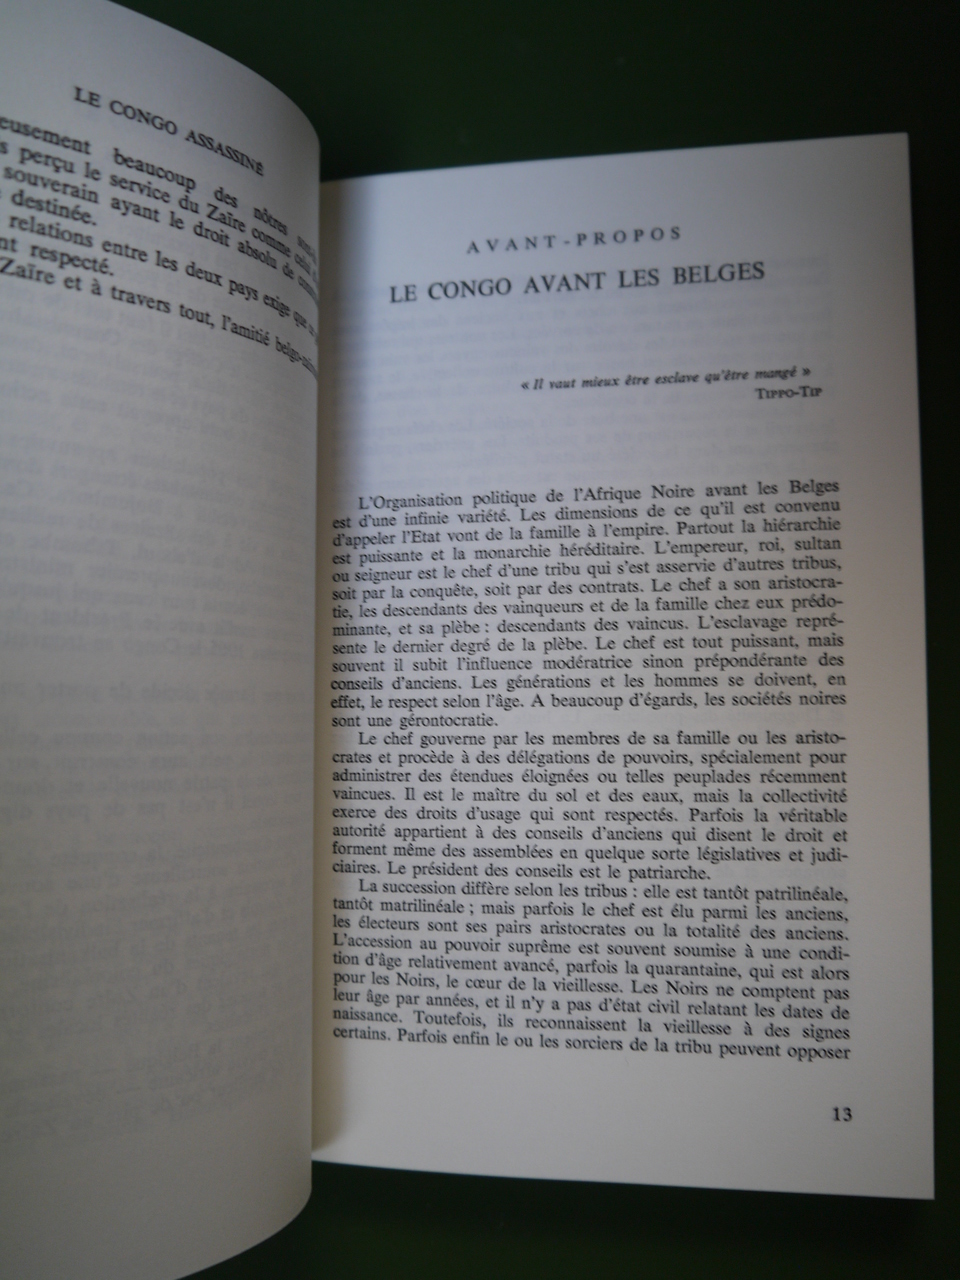 LE CONGO ASSASSINÉ
eusement beaucoup des nôtres
s perçu le service du Zaïre comme celui
souverain ayant le droit absolu de
destinée.
relations entre les deux pays exige que
nt respecté.
Zaïre et à travers tout, l'amitié
AVANT-PROPOS
LE CONGO AVANT LES BELGES
« Il vaut mieux être esclave qu'être mangé »
TIPPO-TIP
L'Organisation politique de l'Afrique Noire avant les Belges
est d'une infinie variété. Les dimensions de ce qu'il est convenu
d'appeler l'Etat vont de la famille à l'empire. Partout la hiérarchie
est puissante et la monarchie héréditaire. L'empereur, roi, sultan
ou seigneur est le chef d'une tribu qui s'est asservie d'autres tribus,
soit par la conquête, soit par des contrats. Le chef a son aristocra-
tie, les descendants des vainqueurs et de la famille chez eux prédo-
minante, et sa plèbe : descendants des vaincus. L'esclavage repré-
sente le dernier degré de la plèbe. Le chef est tout puissant, mais
souvent il subit l'influence modératrice sinon prépondérante des
conseils d'anciens. Les générations et les hommes se doivent, en
effet, le respect selon l'âge. A beaucoup d'égards, les sociétés noires
sont une gérontocratie.
Le chef gouverne par les membres de sa famille ou les aristo-
crates et procède à des délégations de pouvoirs, spécialement pour
administrer des étendues éloignées ou telles peuplades récemment
vaincues. Il est le maître du sol et des eaux, mais la collectivité
exerce des droits d'usage qui sont respectés. Parfois la véritable
autorité appartient à des conseils d'anciens qui disent le droit et
forment même des assemblées en quelque sorte législatives et judi-
ciaires. Le président des conseils est le patriarche.
La succession diffère selon les tribus : elle est tantôt patrilinéale,
tantôt matrilinéale ; mais parfois le chef est élu parmi les anciens,
les électeurs sont ses pairs aristocrates ou la totalité des anciens.
L'accession au pouvoir suprême est souvent soumise à une condi-
tion d'âge relativement avancé, parfois la quarantaine, qui est alors
pour les Noirs, le cœur de la vieillesse. Les Noirs ne comptent pas
leur âge par années, et il n'y a pas d'état civil relatant les dates de
naissance. Toutefois, ils reconnaissent la vieillesse à des signes
certains. Parfois enfin le ou les sorciers de la tribu peuvent opposer
13